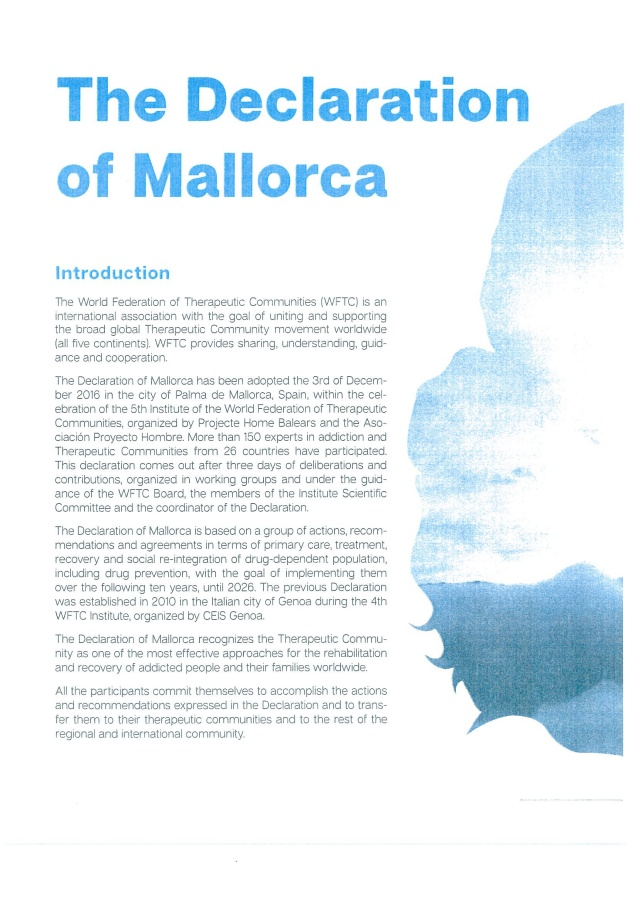 The Declaration
of Mallorca
Introduction
The World Federation of Therapeutic Communities (WFTC) is an
international association with the goal of uniting and supporting
the broad global Therapeutic Community movement worldwide
(all five continents). WFTC provides sharing, understanding, guid-
ance and cooperation.
The Declaration of Mallorca has been adopted the 3rd of Decem-
ber 2016 in the city of Palma de Mallorca, Spain, within the cel-
ebration of the 5th Institute of the World Federation of Therapeutic
Communities, organized by Projecte Home Balears and the Aso-
ciación Proyecto Hombre. More than 150 experts in addiction and
Therapeutic Communities from 26 countries have participated.
This declaration comes out after three days of deliberations and
contributions, organized in working groups and under the guid-
ance of the WFTC Board, the members of the Institute Scientific
Committee and the coordinator of the Declaration.
The Declaration of Mallorca is based on a group of actions, recom-
mendations and agreements in terms of primary care, treatment,
recovery and social re-integration of drug-dependent population,
including drug prevention, with the goal of implementing them
over the following ten years, until 2026. The previous Declaration
was established in 2010 in the Italian city of Genoa during the 4th
WFTC Institute, organized by CEIS Genoa.
The Declaration of Mallorca recognizes the Therapeutic Commu-
nity as one of the most effective approaches for the rehabilitation
and recovery of addicted people and their families worldwide.
All the participants commit themselves to accomplish the actions
and recommendations expressed in the Declaration and to trans-
fer them to their therapeutic communities and to the rest of the
regional and international community.